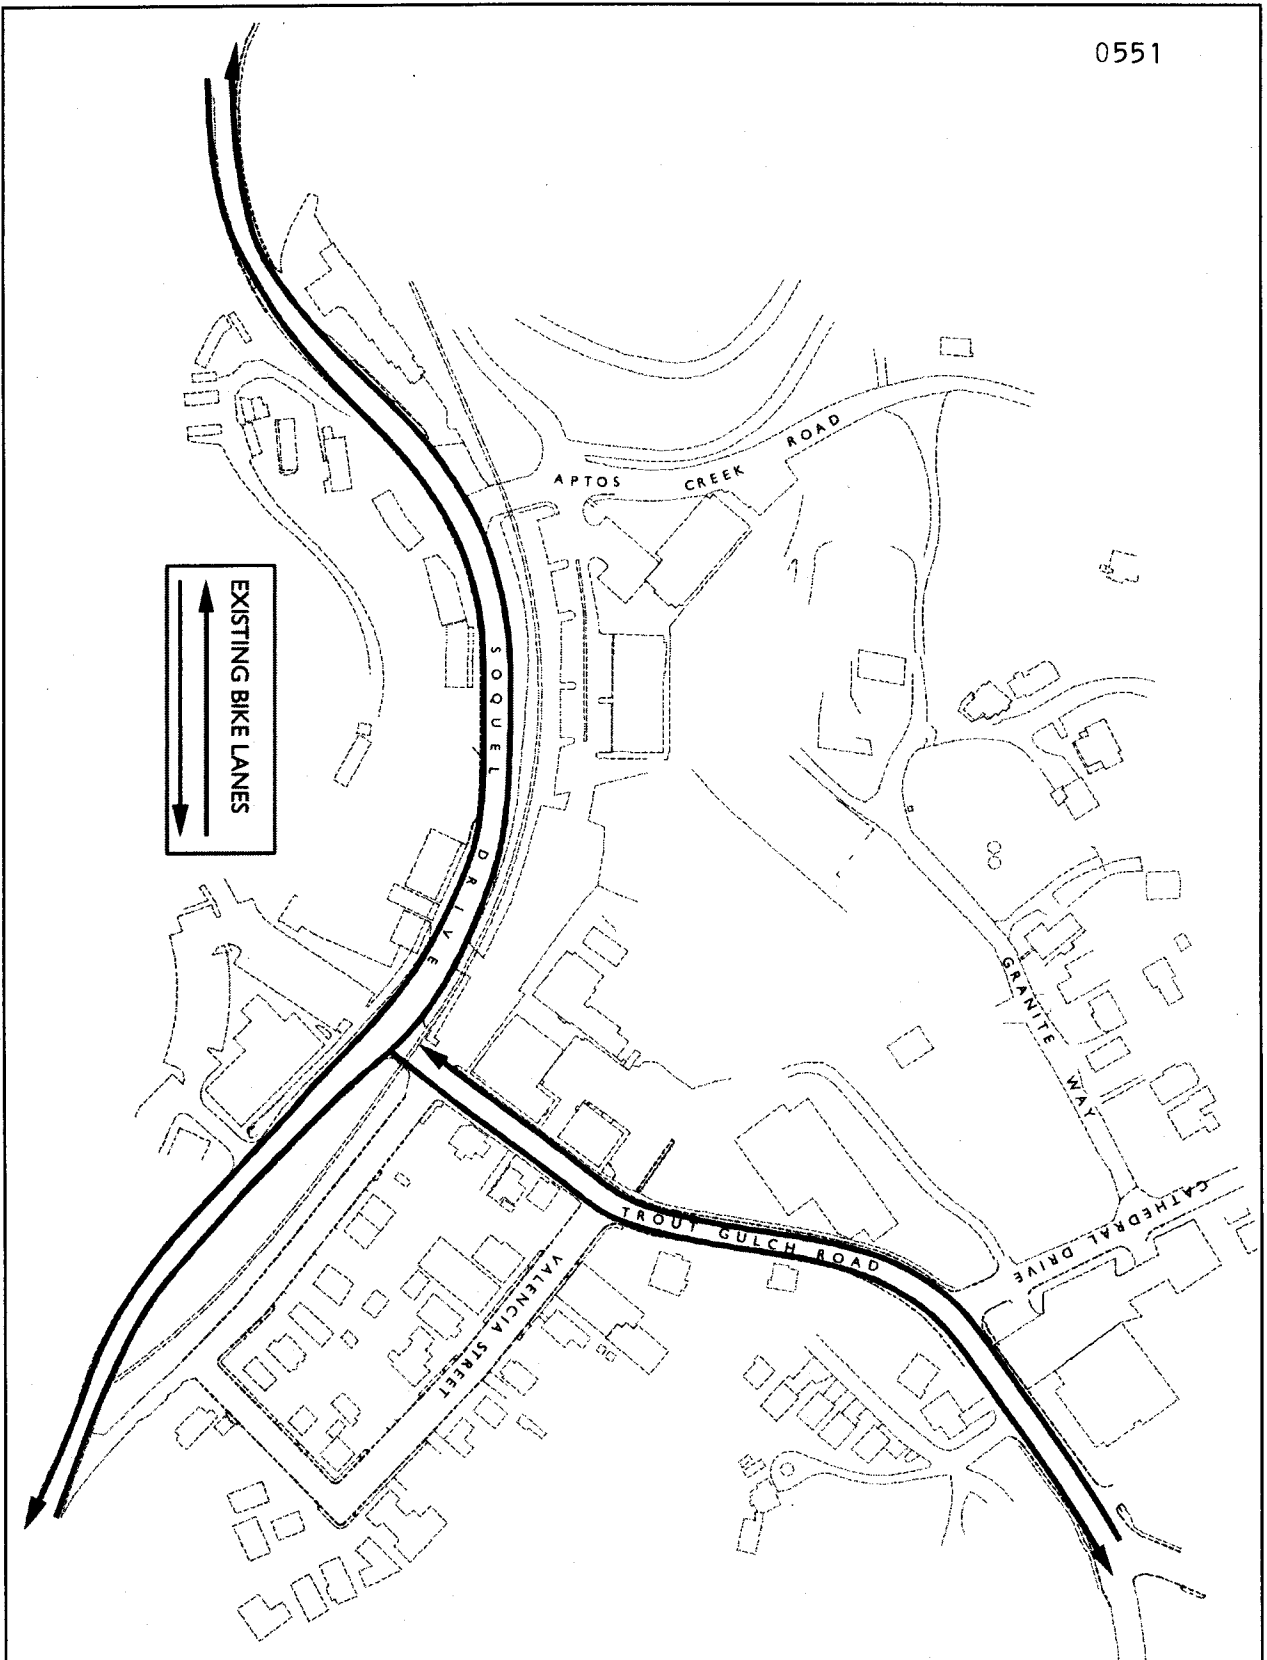 0551
APTOS CREEK ROAD
EXISTING BIKE LANES
SOQUEL DRIVE
GRANITE WAY
CATHEDRAL DRIVE
TROUT GULCH ROAD
VALENCIA STREET